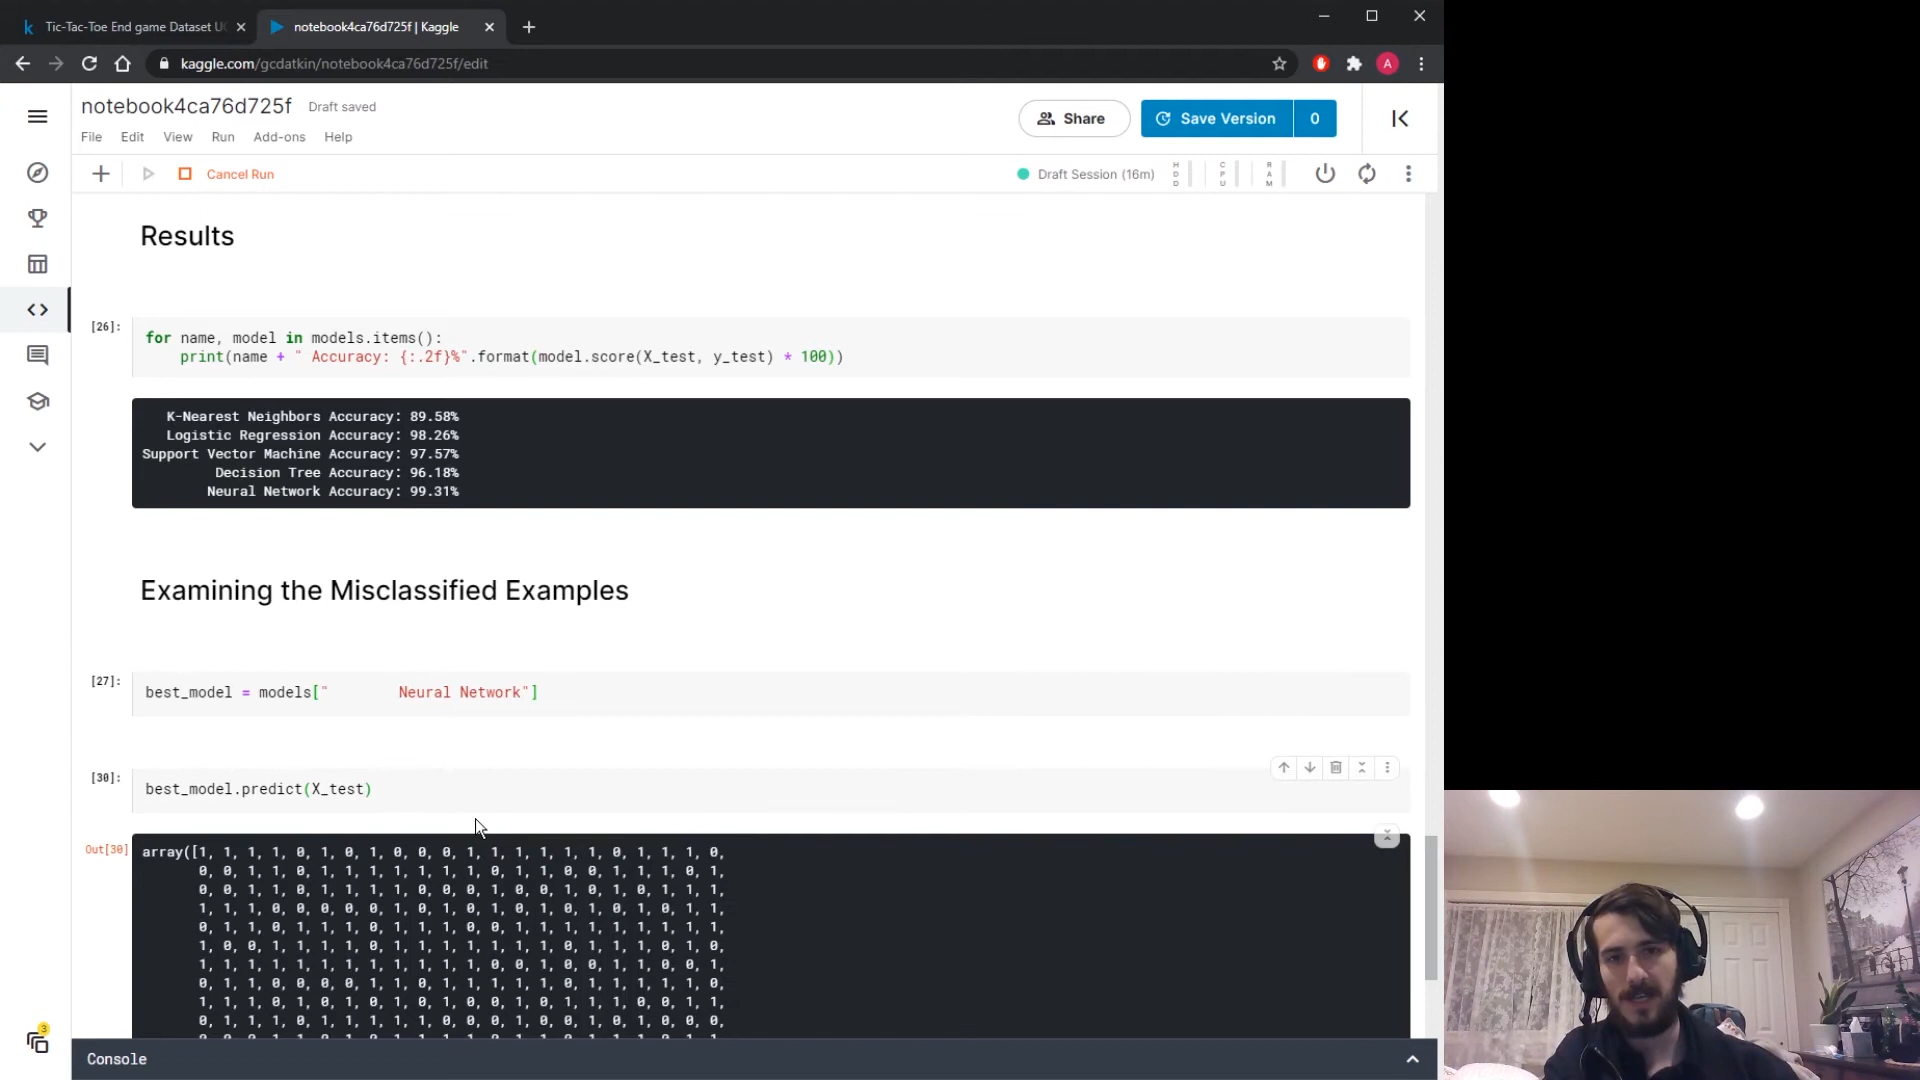 Tic-Tac-Toe End game Dataset U
notebook4ca76d725f | Kaggle
kaggle.com/gcdatkin/notebook4ca76d725f/edit
A
notebook4ca76d725f
Draft saved
Share
Save Version
0
File Edit View Run Add-ons Help
Cancel Run
Draft Session (16m)
HDD
CPU
RAM
Results
[26]:
for name, model in models.items():
print(name + " Accuracy: {:.2f}%".format(model.score(X_test, y_test) * 100))
K-Nearest Neighbors Accuracy: 89.58%
Logistic Regression Accuracy: 98.26%
Support Vector Machine Accuracy: 97.57%
Decision Tree Accuracy: 96.18%
Neural Network Accuracy: 99.31%
Examining the Misclassified Examples
[27]:
best_model = models["        Neural Network"]
[30]:
best_model.predict(X_test)
Out[30]
array([1, 1, 1, 1, 0, 1, 0, 1, 0, 0, 0, 1, 1, 1, 1, 1, 1, 0, 1, 1, 1, 0,
0, 0, 1, 1, 0, 1, 1, 1, 1, 1, 1, 1, 0, 1, 1, 0, 0, 1, 1, 1, 0, 1,
0, 0, 1, 1, 0, 1, 1, 1, 1, 0, 0, 0, 1, 0, 0, 1, 0, 1, 0, 1, 1, 1,
1, 1, 1, 0, 0, 0, 0, 0, 1, 0, 1, 0, 1, 0, 1, 0, 1, 0, 1, 0, 1, 1,
0, 1, 1, 0, 1, 1, 1, 0, 1, 1, 1, 0, 0, 1, 1, 0, 1, 1, 1, 1, 1, 1,
1, 0, 0, 1, 1, 1, 1, 0, 1, 1, 1, 1, 1, 1, 1, 0, 1, 1, 1, 0, 1, 0,
1, 1, 1, 1, 1, 1, 1, 1, 1, 1, 1, 1, 0, 0, 1, 0, 0, 1, 1, 0, 0, 1,
0, 1, 1, 0, 0, 0, 0, 1, 1, 0, 1, 1, 0, 0, 0, 0, 1, 1, 1, 1, 0, 1,
1, 1, 1, 0, 1, 0, 1, 0, 1, 0, 1, 0, 0, 1, 0, 1, 1, 1, 0, 0, 1, 1,
0, 1, 1, 1, 0, 1, 1, 1, 1, 1, 0, 0, 0, 1, 0, 0, 1, 0, 1, 0, 0, 0,
3
Console